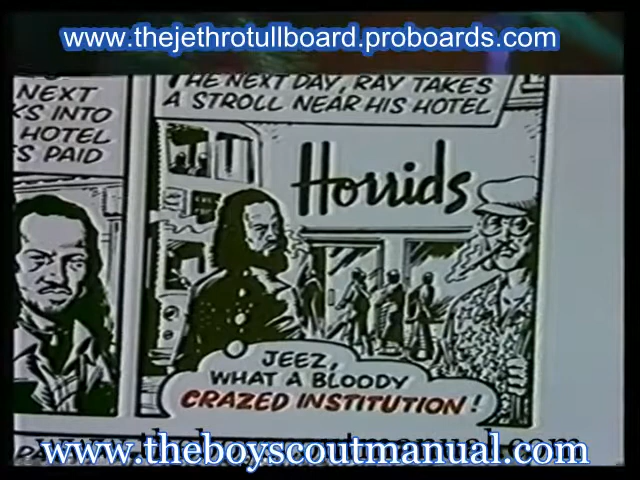 www.thejethrotullboard.proboards.com
NEXT
KS INTO
HOTEL
S PAID
THE NEXT DAY, RAY TAKES
A STROLL NEAR HIS HOTEL
Horrids
JEEZ,
WHAT A BLOODY
CRAZED INSTITUTION!
www.theboyscoutmanual.com